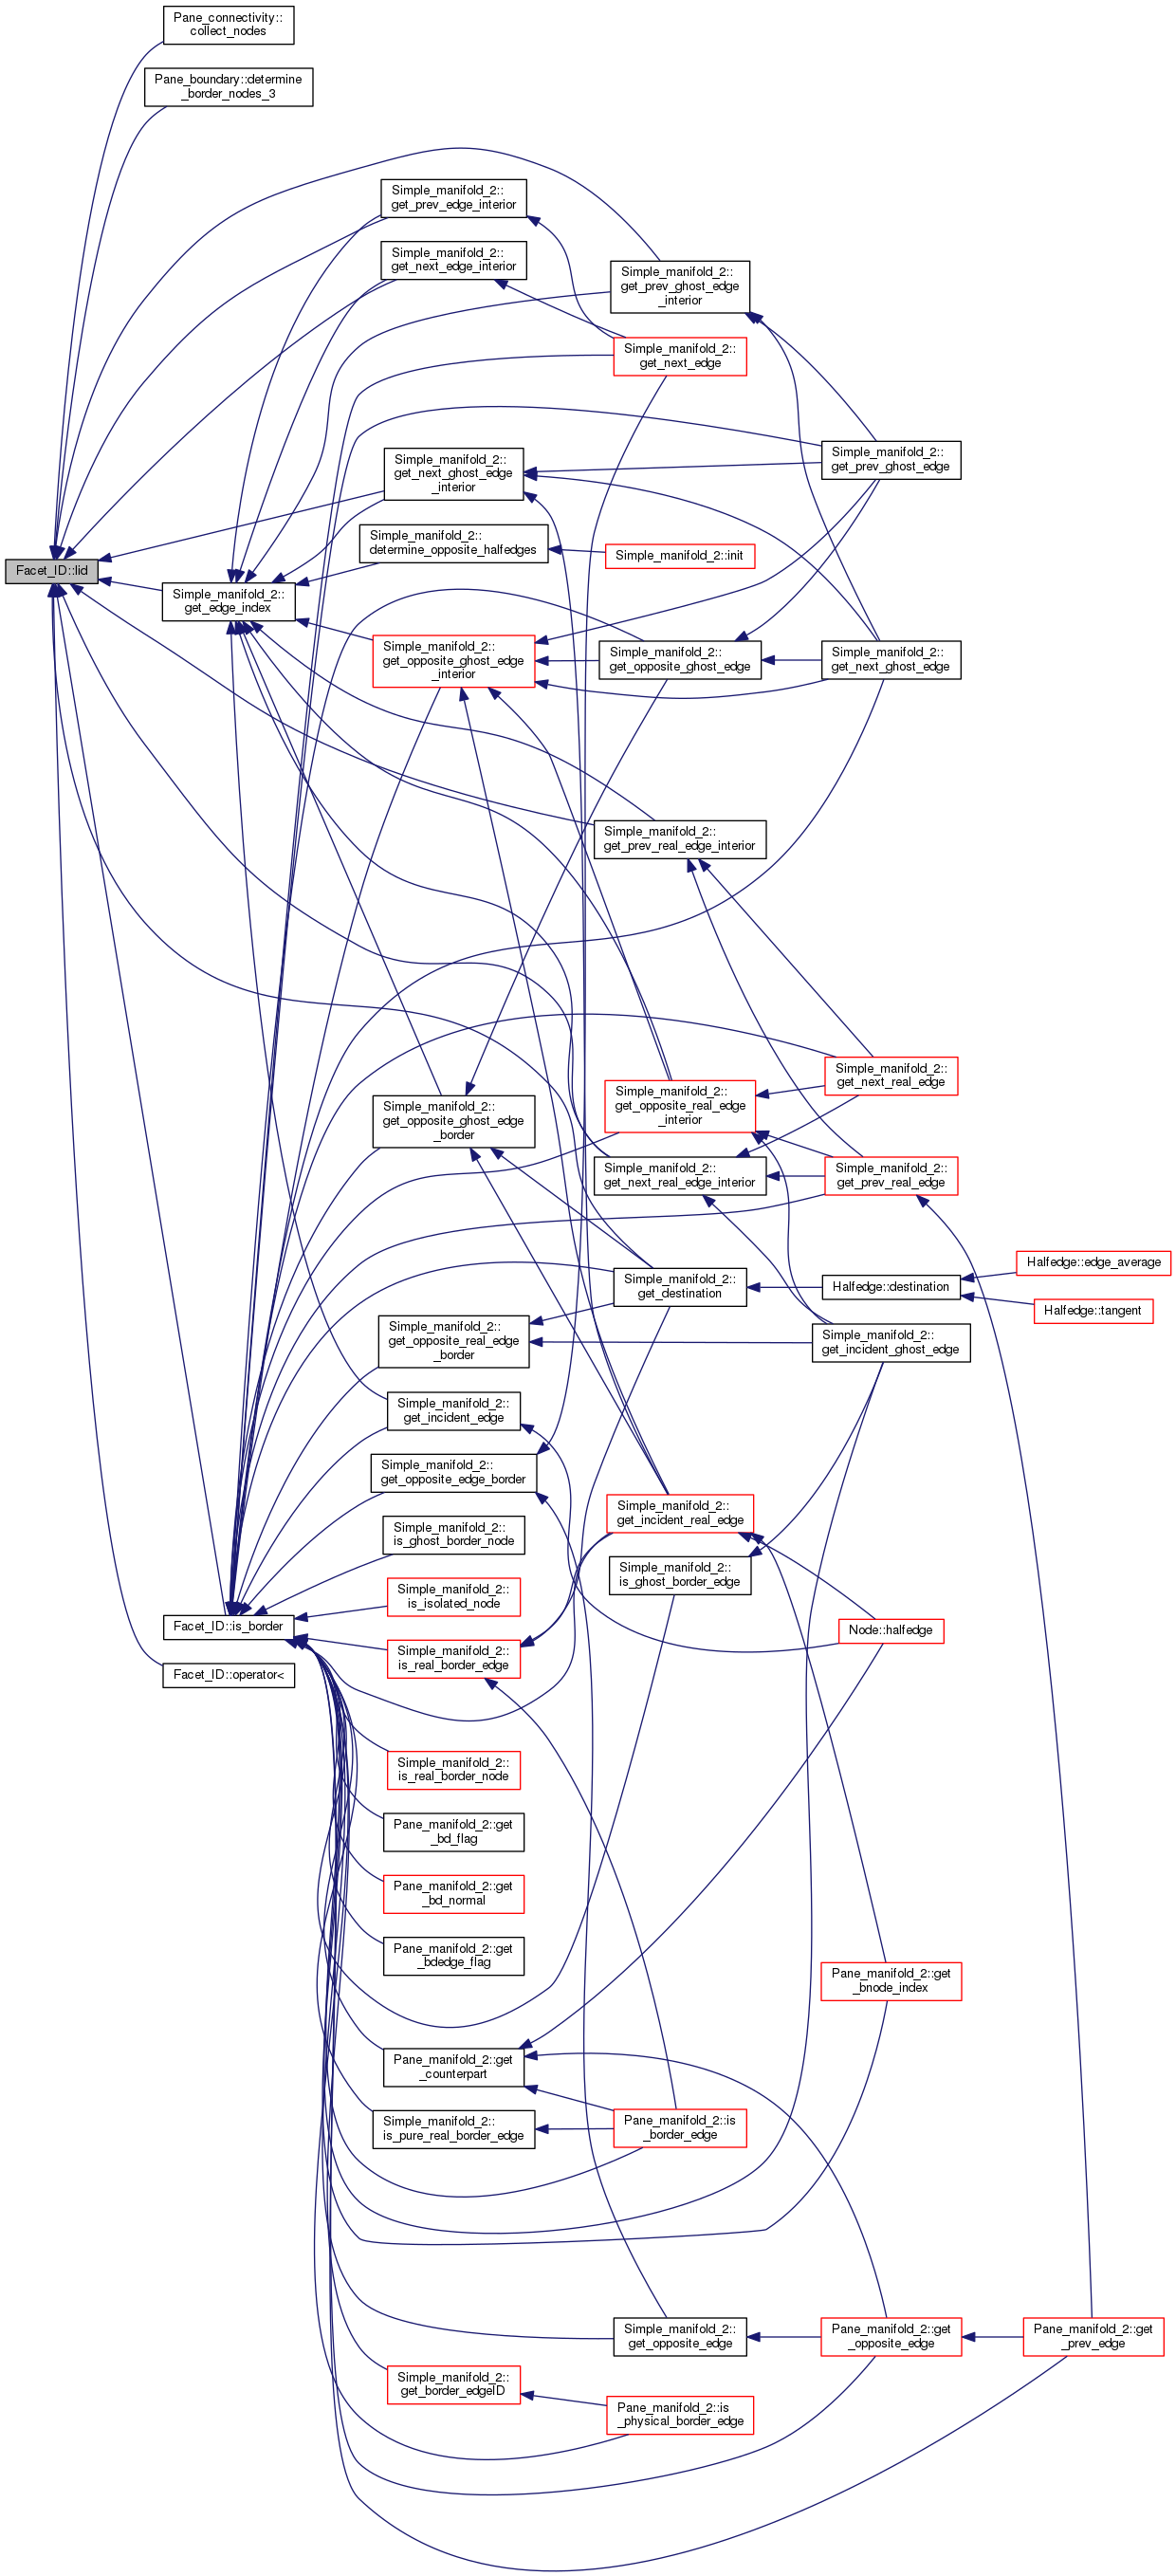 Pane_connectivity::
collect_nodes
Pane_boundary::determine
_border_nodes_3
Simple_manifold_2::
get_prev_edge_interior
Simple_manifold_2::
get_next_edge_interior
Simple_manifold_2::
get_prev_ghost_edge
_interior
Simple_manifold_2::
get_next_edge
Simple_manifold_2::
get_next_ghost_edge
_interior
Simple_manifold_2::
get_prev_ghost_edge
Simple_manifold_2::
determine_opposite_halfedges
Simple_manifold_2::init
Facet_ID::lid
Simple_manifold_2::
get_edge_index
Simple_manifold_2::
get_opposite_ghost_edge
_interior
Simple_manifold_2::
get_opposite_ghost_edge
Simple_manifold_2::
get_next_ghost_edge
Simple_manifold_2::
get_prev_real_edge_interior
Simple_manifold_2::
get_next_real_edge
Simple_manifold_2::
get_opposite_real_edge
_interior
Simple_manifold_2::
get_opposite_ghost_edge
_border
Simple_manifold_2::
get_next_real_edge_interior
Simple_manifold_2::
get_prev_real_edge
Halfedge::edge_average
Simple_manifold_2::
get_destination
Halfedge::destination
Halfedge::tangent
Simple_manifold_2::
get_opposite_real_edge
_border
Simple_manifold_2::
get_incident_ghost_edge
Simple_manifold_2::
get_incident_edge
Simple_manifold_2::
get_opposite_edge_border
Simple_manifold_2::
get_incident_real_edge
Simple_manifold_2::
is_ghost_border_node
Simple_manifold_2::
is_ghost_border_edge
Simple_manifold_2::
is_isolated_node
Facet_ID::is_border
Node::halfedge
Simple_manifold_2::
is_real_border_edge
Facet_ID::operator<
Simple_manifold_2::
is_real_border_node
Pane_manifold_2::get
_bd_flag
Pane_manifold_2::get
_bd_normal
Pane_manifold_2::get
_bdedge_flag
Pane_manifold_2::get
_bnode_index
Pane_manifold_2::get
_counterpart
Simple_manifold_2::
is_pure_real_border_edge
Pane_manifold_2::is
_border_edge
Simple_manifold_2::
get_opposite_edge
Pane_manifold_2::get
_opposite_edge
Pane_manifold_2::get
_prev_edge
Simple_manifold_2::
get_border_edgeID
Pane_manifold_2::is
_physical_border_edge